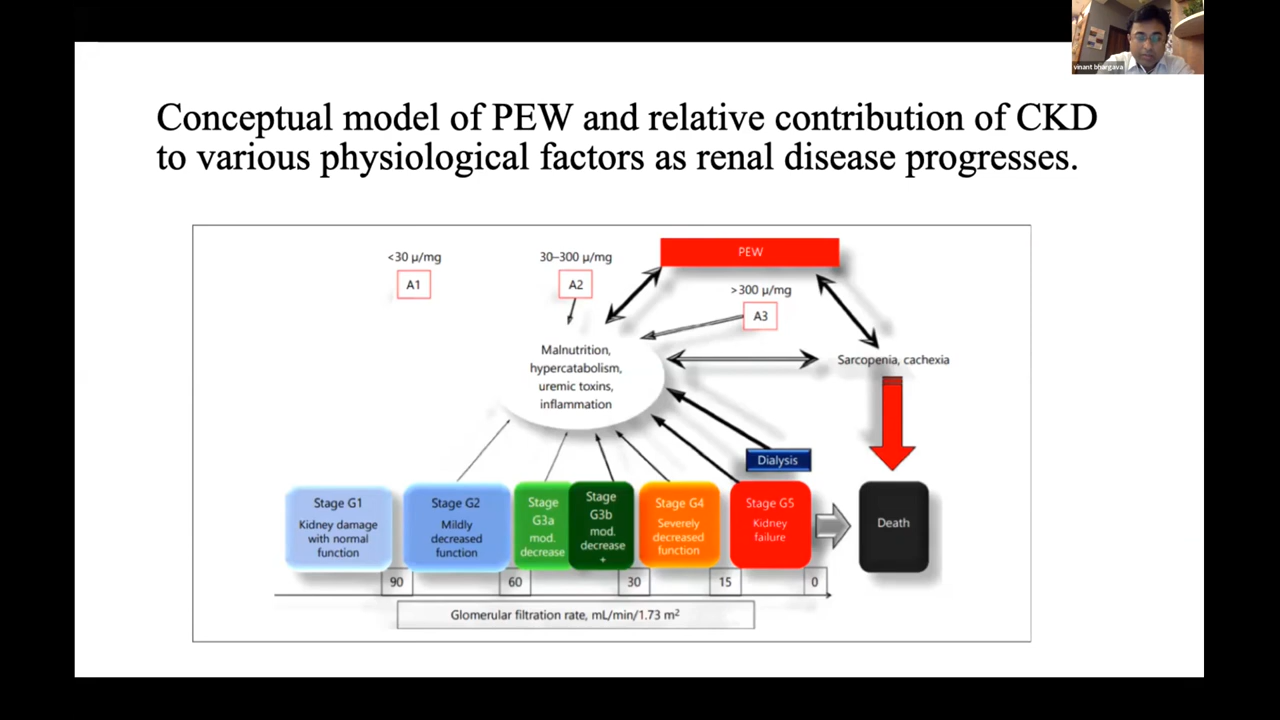 vinant bhargava
Conceptual model of PEW and relative contribution of CKD
to various physiological factors as renal disease progresses.
<30 µ/mg
A1
30–300 µ/mg
A2
PEW
>300 µ/mg
A3
Malnutrition,
hypercatabolism,
uremic toxins,
inflammation
Sarcopenia, cachexia
Dialysis
Stage G1
Kidney damage
with normal
function
Stage G2
Mildly
decreased
function
Stage
G3a
mod.
decrease
Stage
G3b
mod.
decrease
+
Stage G4
Severely
decreased
function
Stage G5
Kidney
failure
Death
90
60
30
15
0
Glomerular filtration rate, mL/min/1.73 m²